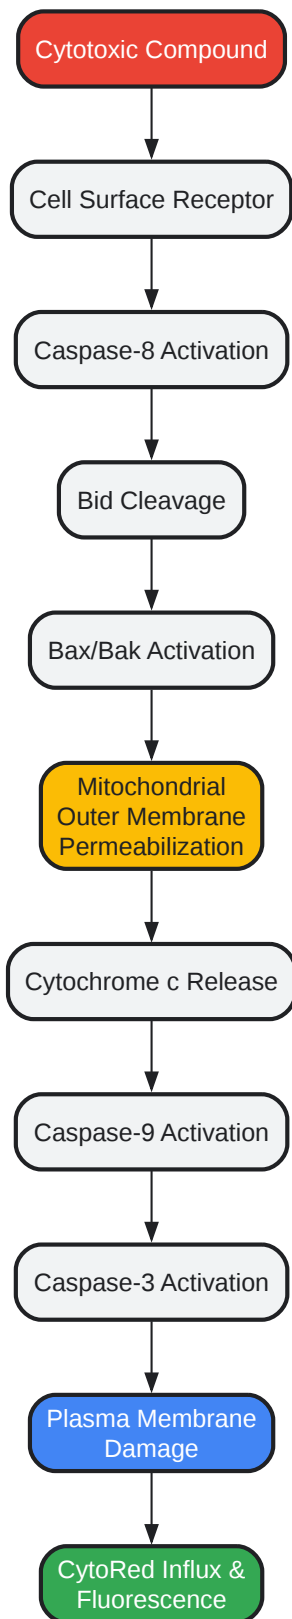 Cytotoxic Compound
Cell Surface Receptor
Caspase-8 Activation
Bid Cleavage
Bax/Bak Activation
Mitochondrial
Outer Membrane
Permeabilization
Cytochrome c Release
Caspase-9 Activation
Caspase-3 Activation
Plasma Membrane
Damage
CytoRed Influx &
Fluorescence